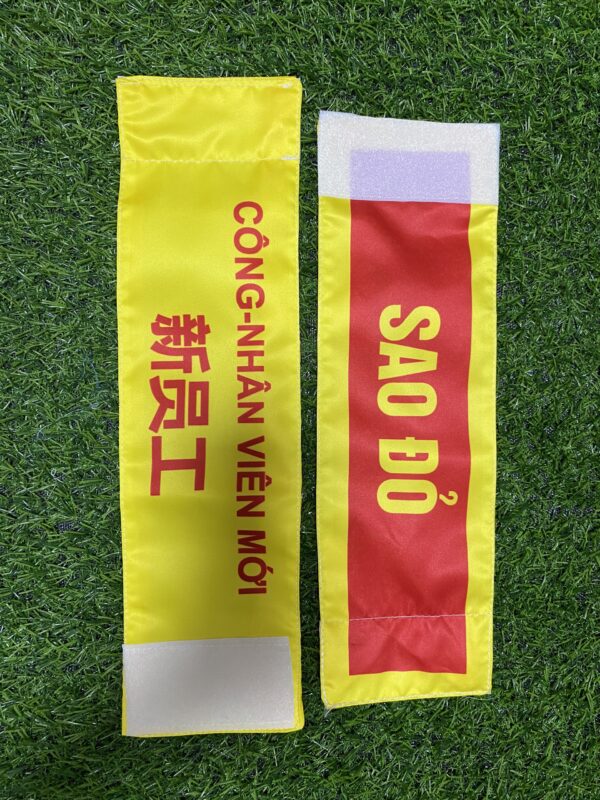 CÔNG-NHÂN VIÊN MỚI
新员工
SAO ĐỎ